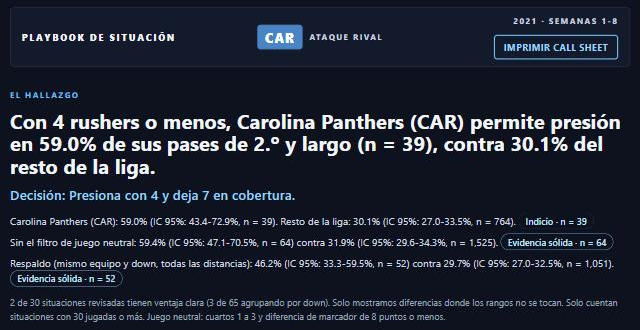 PLAYBOOK DE SITUACIÓN
CAR ATAQUE RIVAL
2021 · SEMANAS 1-8
IMPRIMIR CALL SHEET
EL HALLAZGO
Con 4 rushers o menos, Carolina Panthers (CAR) permite presión
en 59.0% de sus pases de 2.º y largo (n = 39), contra 30.1% del
resto de la liga.
Decisión: Presiona con 4 y deja 7 en cobertura.
Carolina Panthers (CAR): 59.0% (IC 95%: 43.4-72.9%, n = 39). Resto de la liga: 30.1% (IC 95%: 27.0-33.5%, n = 764). Indicio · n = 39
Sin el filtro de juego neutral: 59.4% (IC 95%: 47.1-70.5%, n = 64) contra 31.9% (IC 95%: 29.6-34.3%, n = 1,525). Evidencia sólida · n = 64
Respaldo (mismo equipo y down, todas las distancias): 46.2% (IC 95%: 33.3-59.5%, n = 52) contra 29.7% (IC 95%: 27.0-32.5%, n = 1,051).
Evidencia sólida · n = 52
2 de 30 situaciones revisadas tienen ventaja clara (3 de 65 agrupando por down). Solo mostramos diferencias donde los rangos no se tocan. Solo cuentan
situaciones con 30 jugadas o más. Juego neutral: cuartos 1 a 3 y diferencia de marcador de 8 puntos o menos.